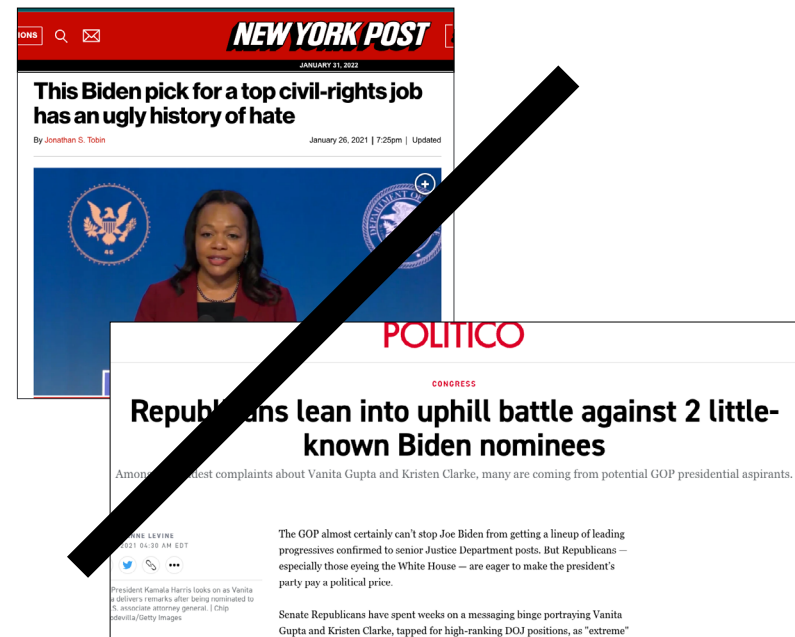 IONS
NEW YORK POST
JANUARY 31, 2022
This Biden pick for a top civil-rights job
has an ugly history of hate
By Jonathan S. Tobin
January 26, 2021 | 7:25pm | Updated
46
DEPARTMENT OF
POLITICO
CONGRESS
Republicans lean into uphill battle against 2 little-
known Biden nominees
complaints about Vanita Gupta and Kristen Clarke, many are coming from potential GOP presidential aspirants.
LEVINE
2021 04:30 AM EDT
President Kamala Harris looks on as Vanita
a delivers remarks after being nominated to
.S. associate attorney general. | Chip
odevilla/Getty Images
The GOP almost certainly can't stop Joe Biden from getting a lineup of leading
progressives confirmed to senior Justice Department posts. But Republicans —
especially those eyeing the White House — are eager to make the president's
party pay a political price.
Senate Republicans have spent weeks on a messaging binge portraying Vanita
Gupta and Kristen Clarke, tapped for high-ranking DOJ positions, as "extreme"